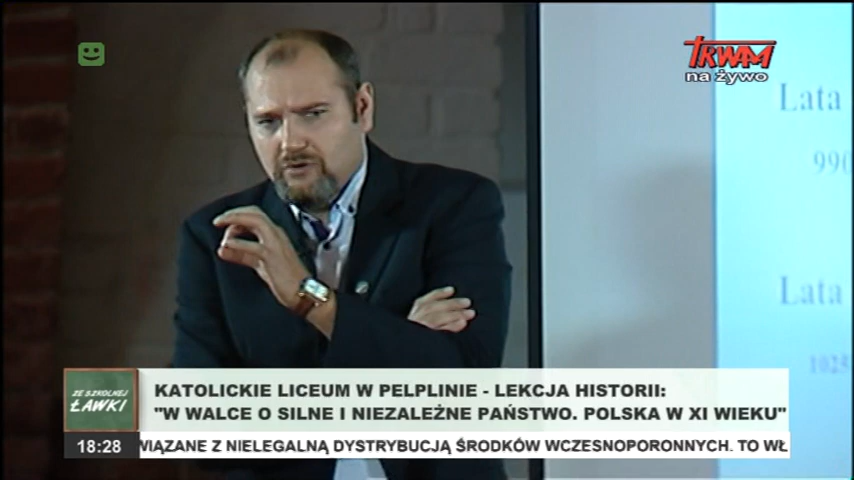 TRWAM
na żywo
Lata
990
Lata
1025
ZE SZKOLNEJ
ŁAWKI
KATOLICKIE LICEUM W PELPLINIE - LEKCJA HISTORII:
"W WALCE O SILNE I NIEZALEŻNE PAŃSTWO. POLSKA W XI WIEKU"
18:28
WIĄZANE Z NIELEGALNĄ DYSTRYBUCJĄ ŚRODKÓW WCZESNOPORONNYCH. TO WŁ